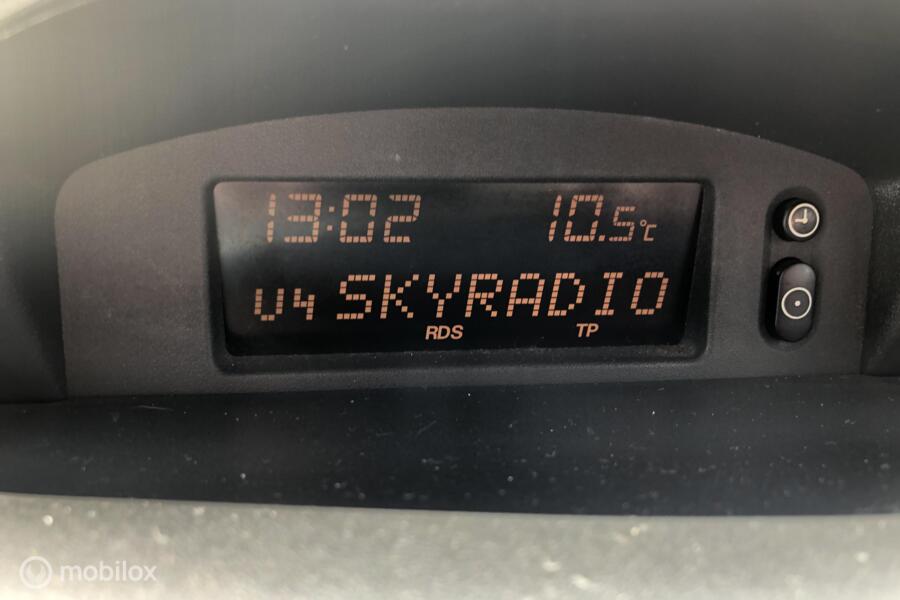 13:02 10.5°C
U4 SKYRADIO
RDS TP
mobilox